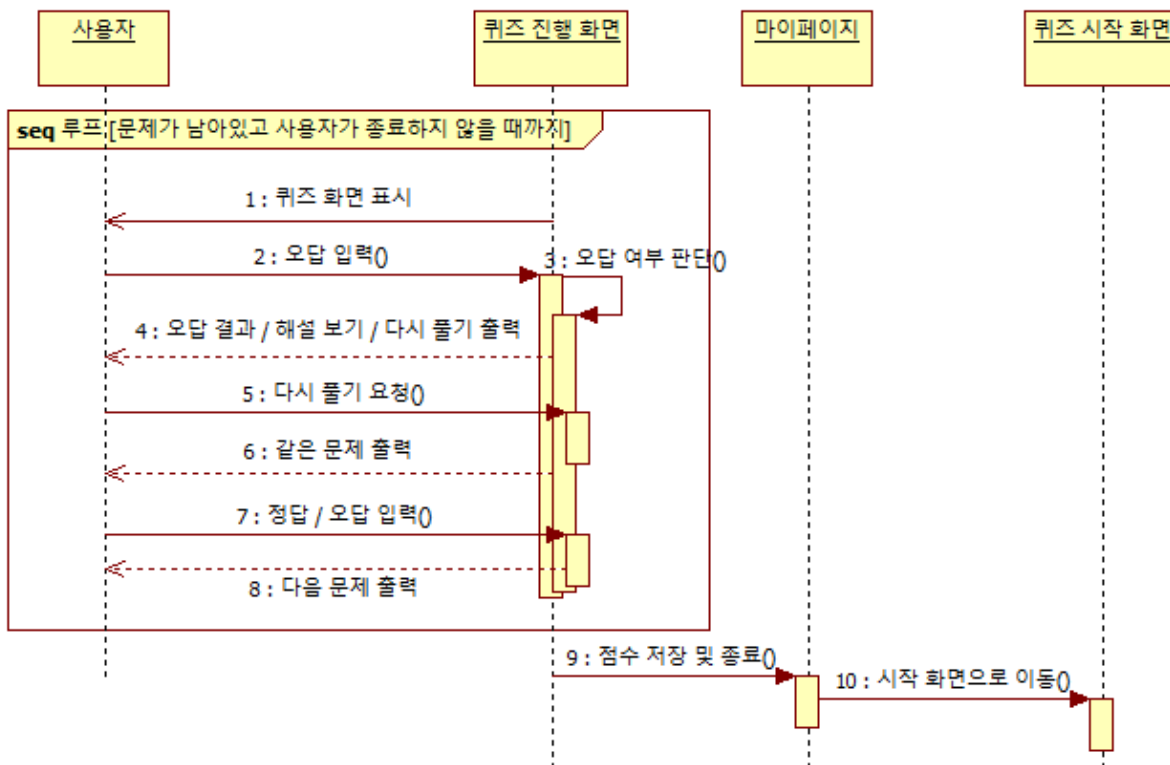 사용자
퀴즈 진행 화면
마이페이지
퀴즈 시작 화면
seq 루프 [문제가 남아있고 사용자가 종료하지 않을 때까지]
1 : 퀴즈 화면 표시
2 : 오답 입력()
3 : 오답 여부 판단()
4 : 오답 결과 / 해설 보기 / 다시 풀기 출력
5 : 다시 풀기 요청()
6 : 같은 문제 출력
7 : 정답 / 오답 입력()
8 : 다음 문제 출력
9 : 점수 저장 및 종료()
10 : 시작 화면으로 이동()